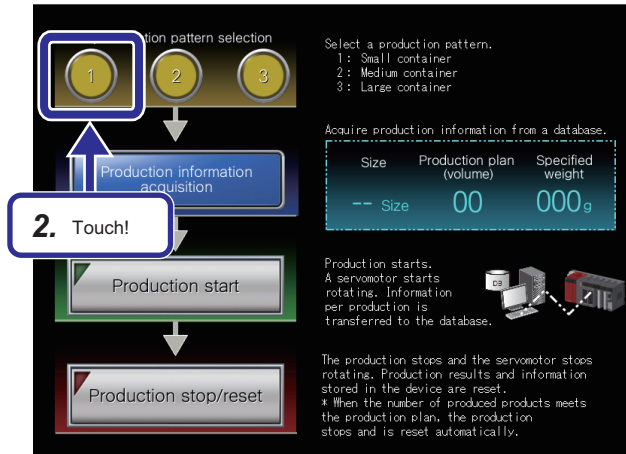 tion pattern selection
1
2
3
Select a production pattern.
1: Small container
2: Medium container
3: Large container
Acquire production information from a database.
Production information
acquisition
Size
Production plan
(volume)
Specified
weight
-- Size
00
000g
2. Touch!
Production start
Production starts.
A servomotor starts
rotating. Information
per production is
transferred to the database.
DB
Production stop/reset
The production stops and the servomotor stops
rotating. Production results and information
stored in the device are reset.
* When the number of produced products meets
the production plan, the production
stops and is reset automatically.